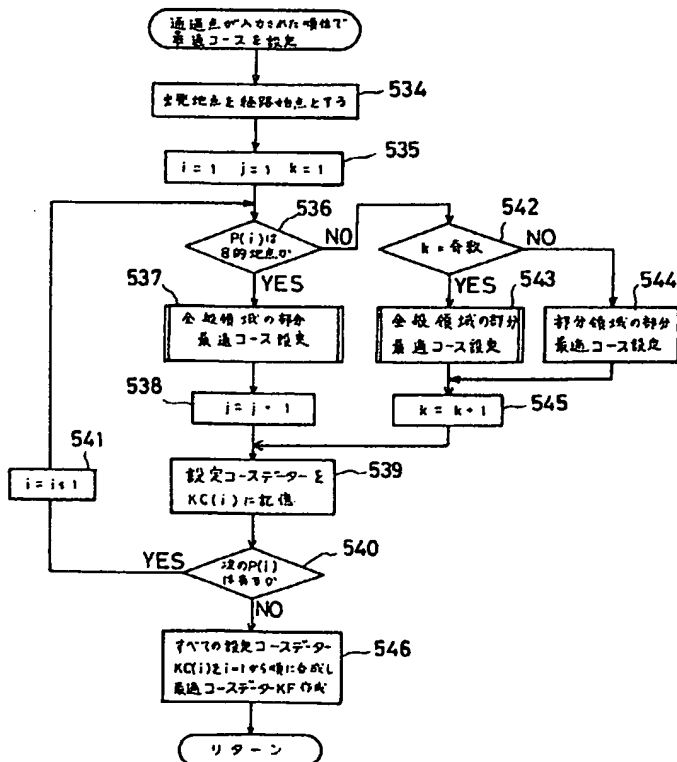 通過点が入力された順位で
最適コースを設定
534
出発地点を経路始点とする
535
i = 1 j = 1 k = 1
536
P(i)は
目的地点か
NO
YES
542
k = 奇数
NO
YES
537
全般領域の部分
最適コース設定
543
全般領域の部分
最適コース設定
544
部分領域の部分
最適コース設定
538
j = j + 1
k = k + 1
545
541
i = i + 1
539
設定コースデーターを
KC(i)に記憶
540
次のP(i)
はあるか
YES
NO
546
すべての設定コースデーター
KC(i)をi=1から順に合成し
最適コースデーターKF作成
リターン